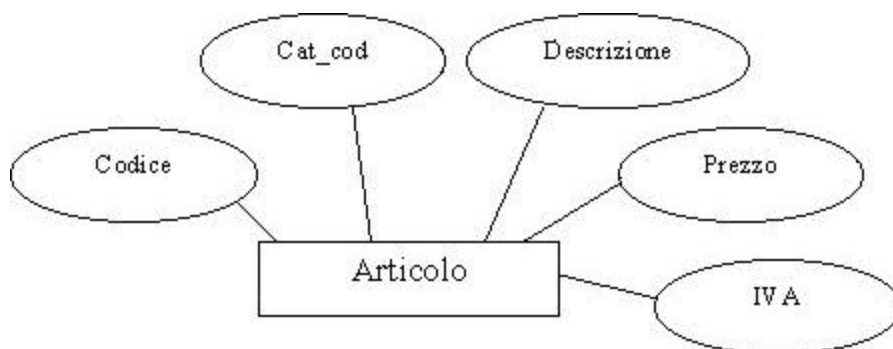 Cat_cod
Descrizione
Codice
Prezzo
Articolo
IVA